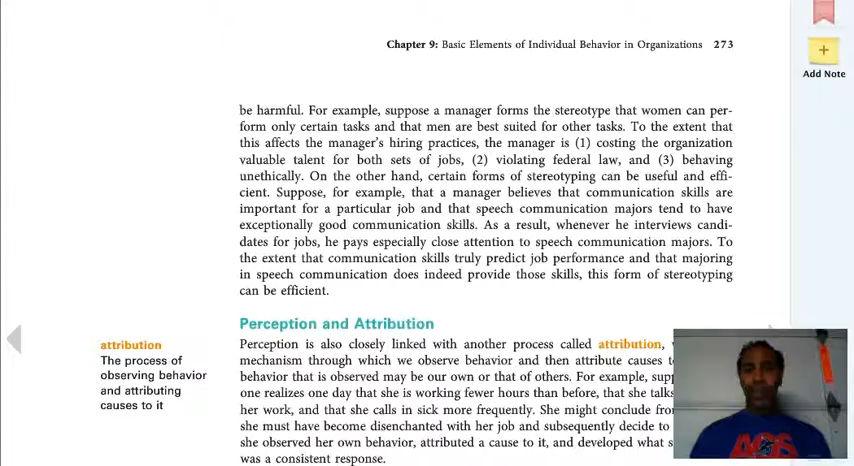 Chapter 9: Basic Elements of Individual Behavior in Organizations 273
Add Note
be harmful. For example, suppose a manager forms the stereotype that women can per-
form only certain tasks and that men are best suited for other tasks. To the extent that
this affects the manager's hiring practices, the manager is (1) costing the organization
valuable talent for both sets of jobs, (2) violating federal law, and (3) behaving
unethically. On the other hand, certain forms of stereotyping can be useful and effi-
cient. Suppose, for example, that a manager believes that communication skills are
important for a particular job and that speech communication majors tend to have
exceptionally good communication skills. As a result, whenever he interviews candi-
dates for jobs, he pays especially close attention to speech communication majors. To
the extent that communication skills truly predict job performance and that majoring
in speech communication does indeed provide those skills, this form of stereotyping
can be efficient.
Perception and Attribution
attribution
The process of
observing behavior
and attributing
causes to it
Perception is also closely linked with another process called attribution,
mechanism through which we observe behavior and then attribute causes
behavior that is observed may be our own or that of others. For example,
one realizes one day that she is working fewer hours than before, that she talks
her work, and that she calls in sick more frequently. She might conclude
she must have become disenchanted with her job and subsequently decide to
she observed her own behavior, attributed a cause to it, and developed what
was a consistent response.